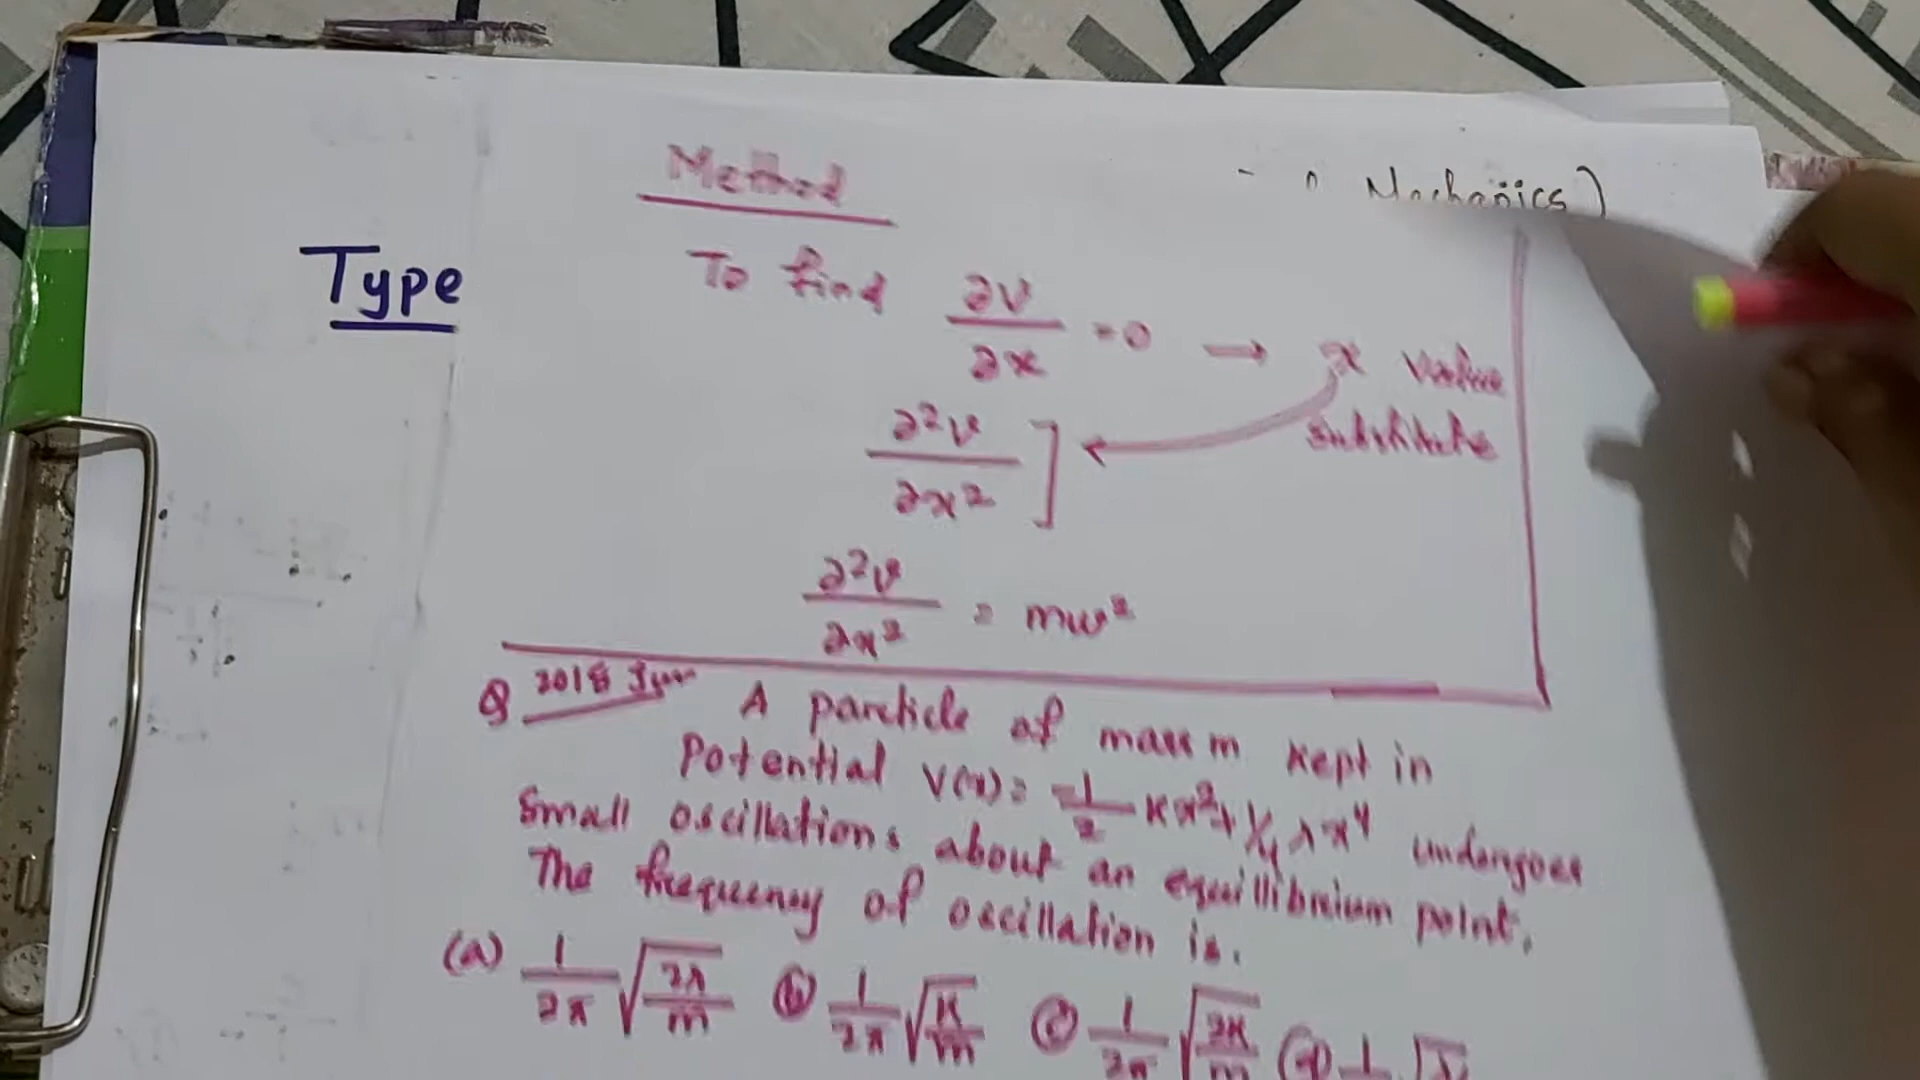 Method
Mechanics)
Type
To find ∂V/∂x = 0 → x value
substitute
∂²V/∂x² ]
∂²V/∂x² = mω²
Q 2018 Jun A particle of mass m kept in
Potential V(x) = -1/2 Kx² + 1/4 λx⁴ undergoes
Small oscillations about an equillibrium point.
The frequency of oscillation is.
(a) 1/2π √(2λ/m) (b) 1/2π √(K/m) (c) 1/2π √(2K/m) (d) 1 √λ